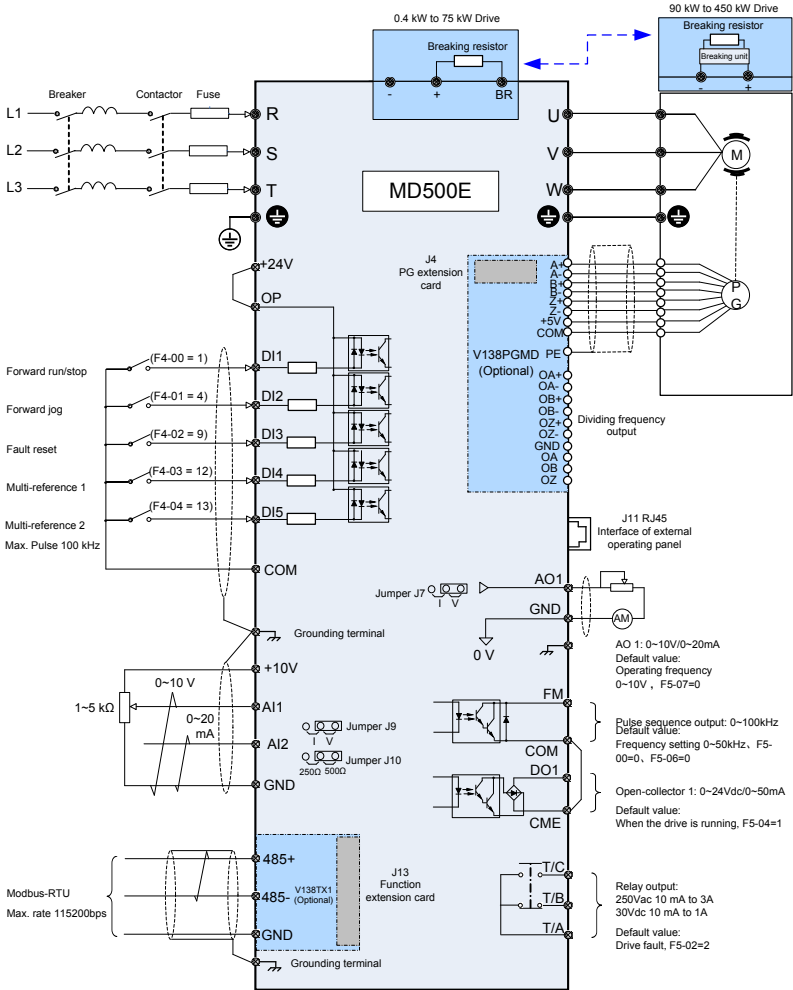 0.4 kW to 75 kW Drive
90 kW to 450 kW Drive
Breaking resistor
- + BR
Breaking resistor
Breaking unit
- +
Breaker Contactor Fuse
L1 R
L2 S
L3 T
MD500E
U
V
W
M
P
G
+24V
OP
J4
PG extension
card
V138PGMD
(Optional)
A+
A-
B+
B-
Z+
Z-
+5V
COM
PE
OA+
OA-
OB+
OB-
OZ+
OZ-
GND
OA
OB
OZ
Dividing frequency
output
Forward run/stop (F4-00 = 1) DI1
Forward jog (F4-01 = 4) DI2
Fault reset (F4-02 = 9) DI3
Multi-reference 1 (F4-03 = 12) DI4
Multi-reference 2 (F4-04 = 13) DI5
Max. Pulse 100 kHz
COM
Grounding terminal
J11 RJ45
Interface of external
operating panel
Jumper J7
I V
AO1
GND
0 V
AM
AO 1: 0~10V/0~20mA
Default value:
Operating frequency
0~10V , F5-07=0
+10V
0~10 V
1~5 kΩ
AI1
0~20
mA
AI2
GND
Jumper J9
I V
Jumper J10
250Ω 500Ω
FM
COM
Pulse sequence output: 0~100kHz
Default value:
Frequency setting 0~50kHz、F5-
00=0、F5-06=0
DO1
CME
Open-collector 1: 0~24Vdc/0~50mA
Default value:
When the drive is running, F5-04=1
Modbus-RTU
Max. rate 115200bps
485+
485-
GND
V138TX1
(Optional)
J13
Function
extension card
Grounding terminal
T/C
T/B
T/A
Relay output:
250Vac 10 mA to 3A
30Vdc 10 mA to 1A
Default value:
Drive fault, F5-02=2